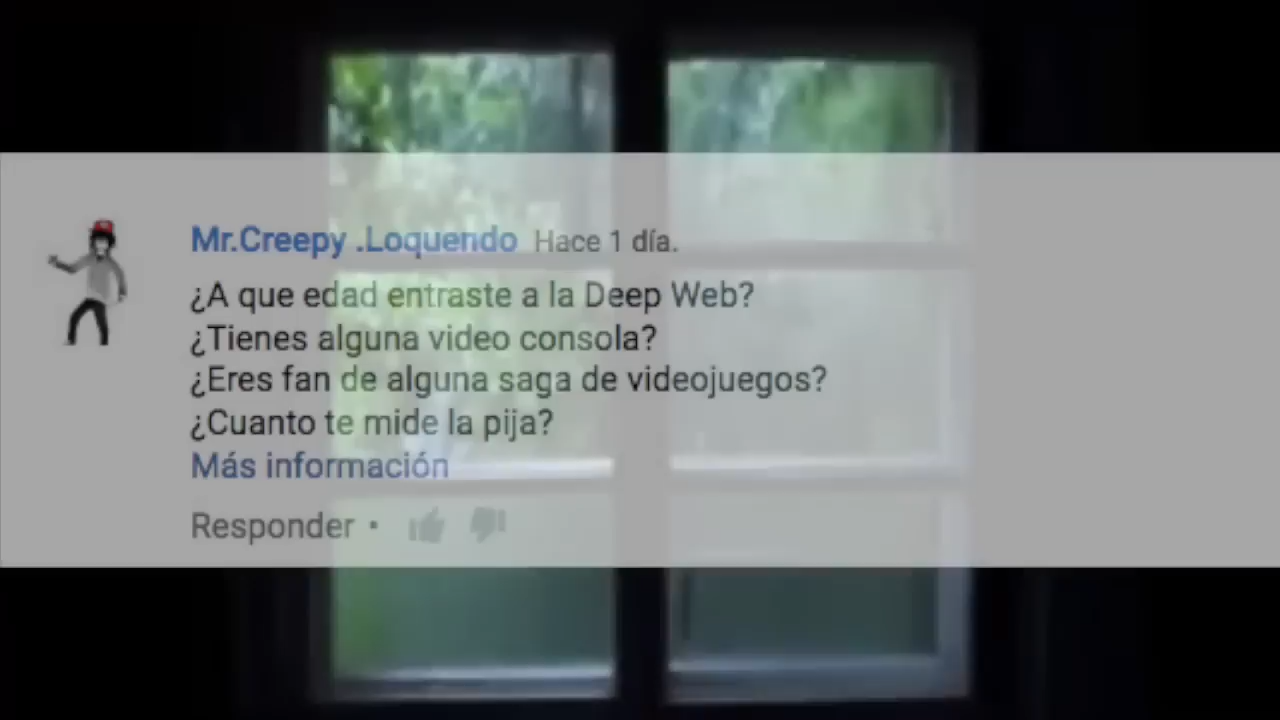 Mr.Creepy .Loquendo Hace 1 día.
¿A que edad entraste a la Deep Web?
¿Tienes alguna video consola?
¿Eres fan de alguna saga de videojuegos?
¿Cuanto te mide la pija?
Más información
Responder •